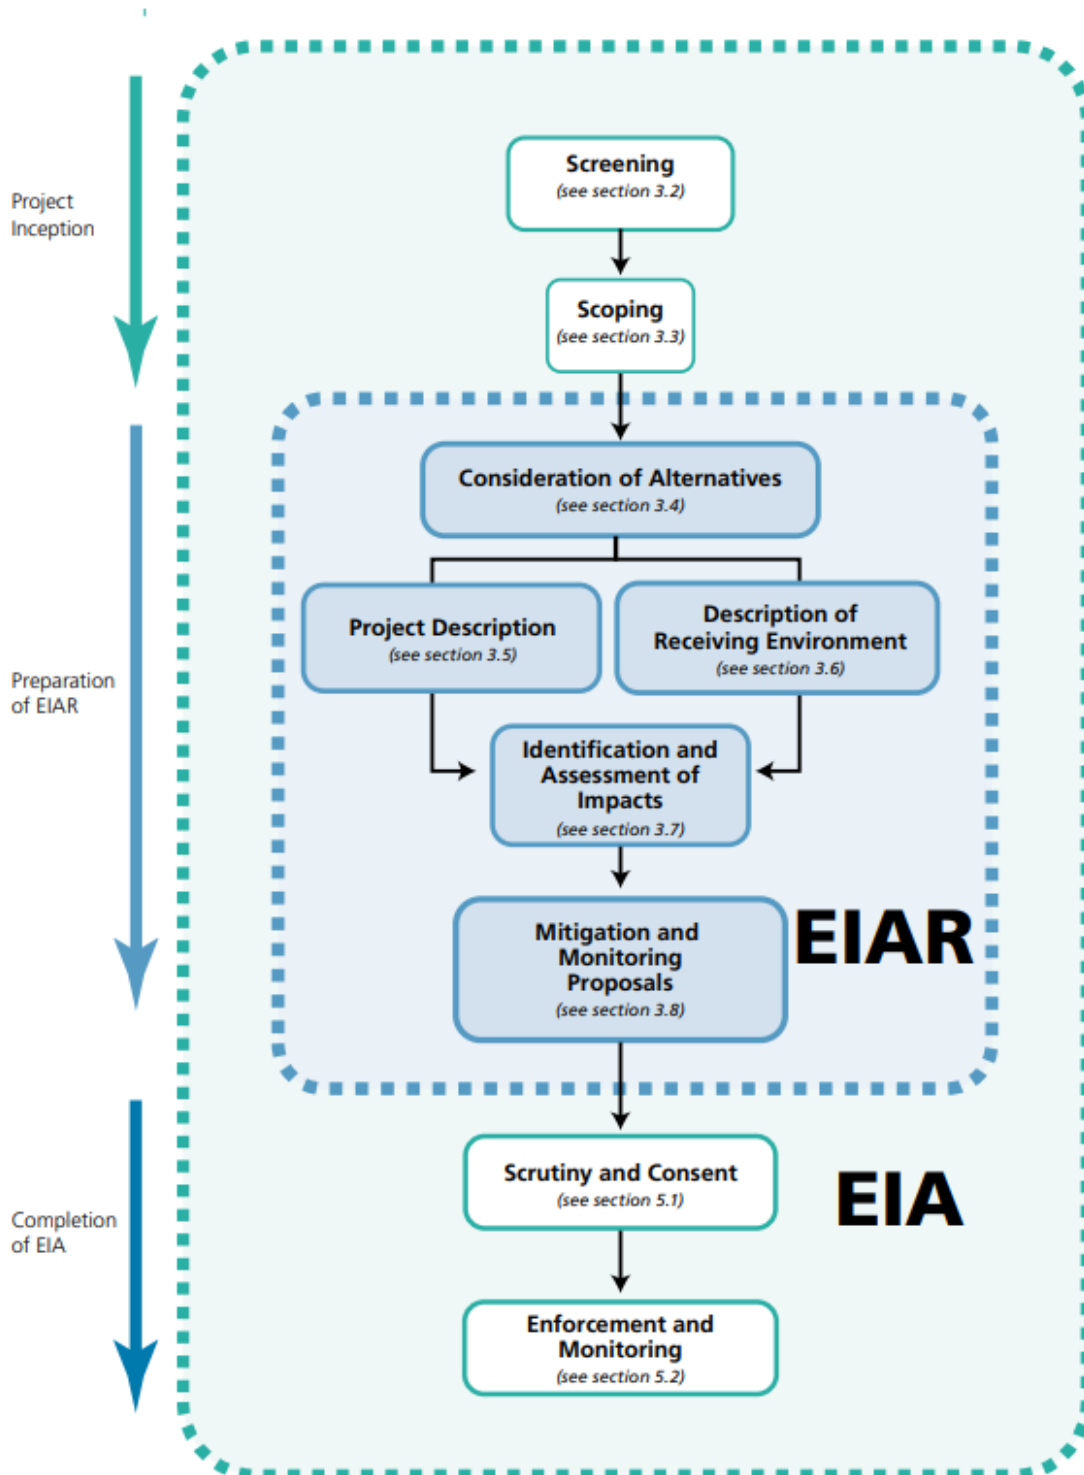 Project
Inception
Screening
(see section 3.2)
Scoping
(see section 3.3)
Preparation
of EIAR
Consideration of Alternatives
(see section 3.4)
Project Description
(see section 3.5)
Description of
Receiving Environment
(see section 3.6)
Identification and
Assessment of
Impacts
(see section 3.7)
Mitigation and
Monitoring
Proposals
(see section 3.8)
EIAR
Completion
of EIA
Scrutiny and Consent
(see section 5.1)
EIA
Enforcement and
Monitoring
(see section 5.2)